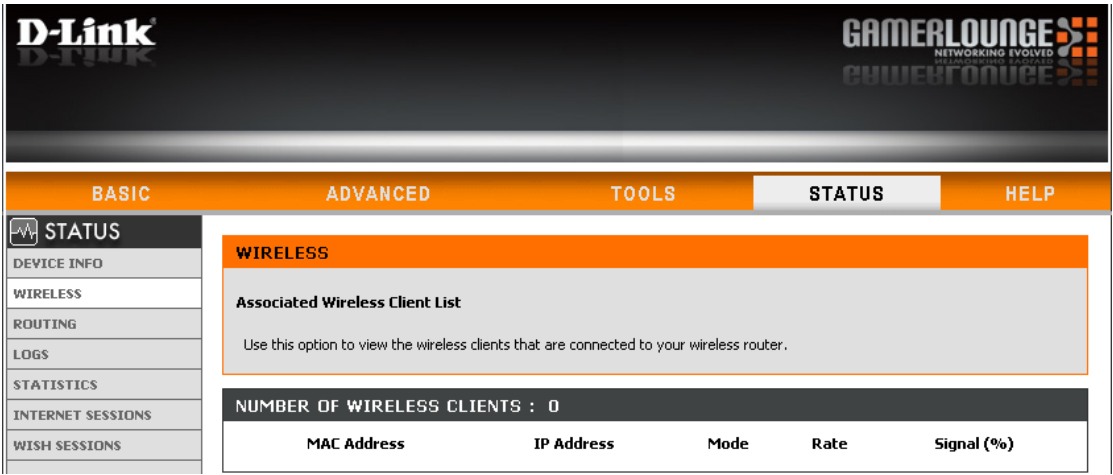 D-Link
GAMERLOUNGE
NETWORKING EVOLVED
BASIC ADVANCED TOOLS STATUS HELP
STATUS
DEVICE INFO
WIRELESS
ROUTING
LOGS
STATISTICS
INTERNET SESSIONS
WISH SESSIONS
WIRELESS
Associated Wireless Client List
Use this option to view the wireless clients that are connected to your wireless router.
NUMBER OF WIRELESS CLIENTS : 0
MAC Address IP Address Mode Rate Signal (%)